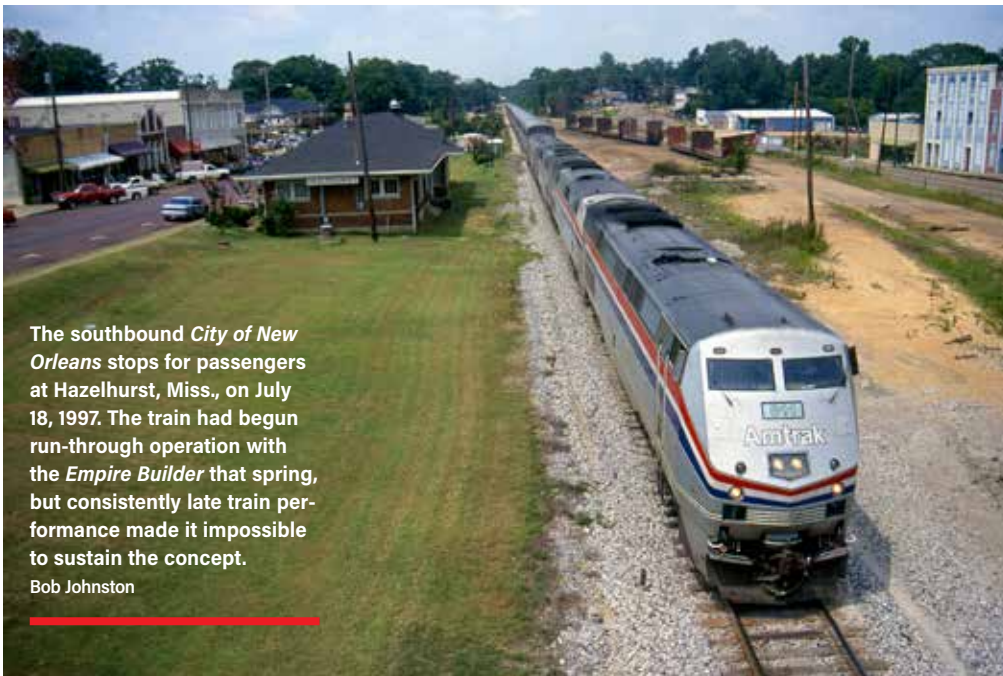 The southbound City of New
Orleans stops for passengers
at Hazelhurst, Miss., on July
18, 1997. The train had begun
run-through operation with
the Empire Builder that spring,
but consistently late train per-
formance made it impossible
to sustain the concept.
Bob Johnston
Amtrak